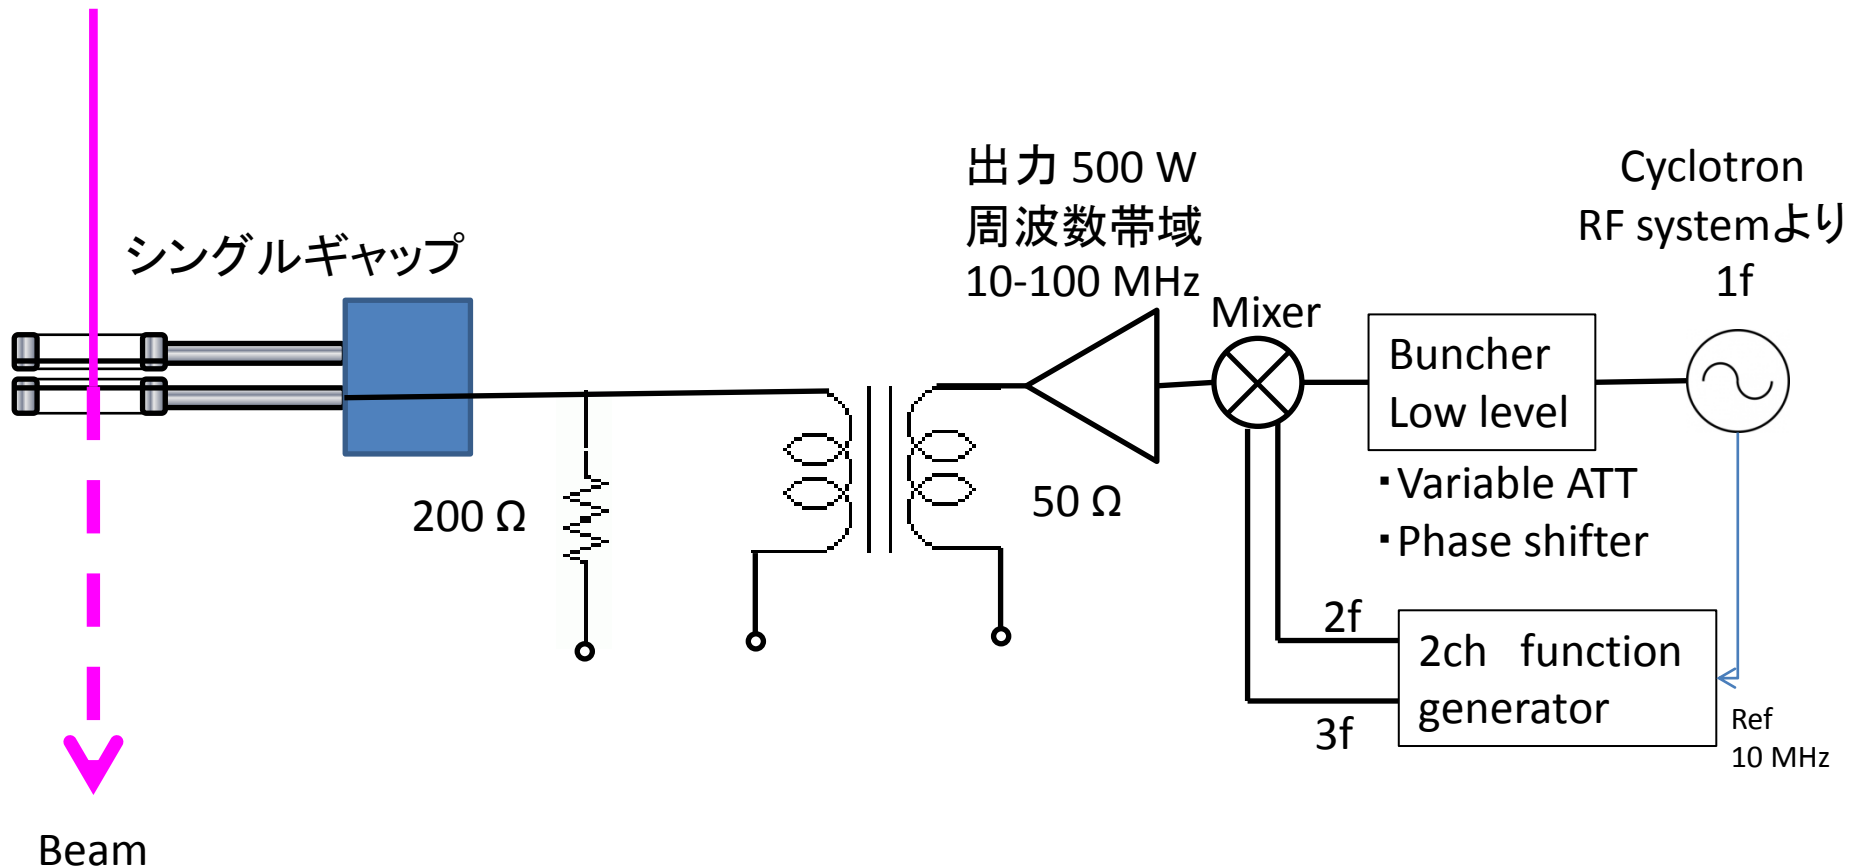 出力 500 W
周波数帯域
10-100 MHz
Cyclotron
RF systemより
1f
シングルギャップ
Mixer
Buncher
Low level
・Variable ATT
・Phase shifter
200 Ω
50 Ω
2f
3f
2ch function
generator
Ref
10 MHz
Beam